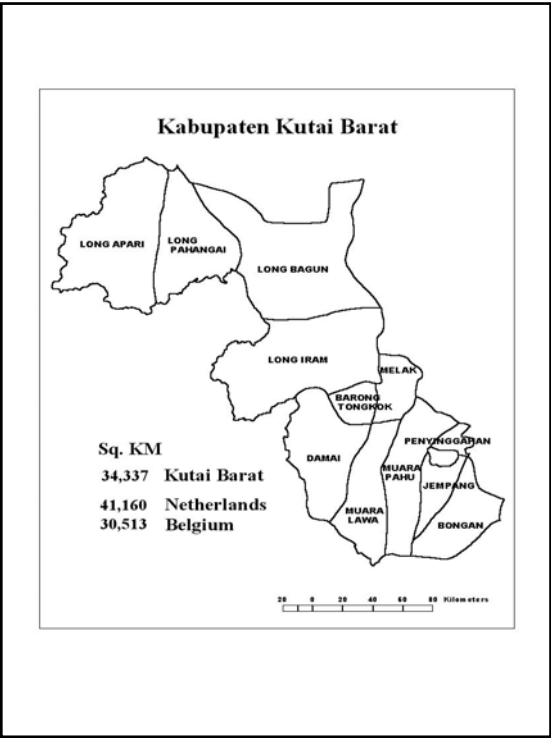 Kabupaten Kutai Barat
LONG APARI
LONG
PAHANGAI
LONG BAGUN
LONG IRAM
MELAK
BARONG
TONGKOK
PENYINGGAHAN
DAMAI
MUARA
PAHU
JEMPANG
MUARA
LAWA
BONGAN
Sq. KM
34,337 Kutai Barat
41,160 Netherlands
30,513 Belgium
20 0 20 40 60 80 Kilometers